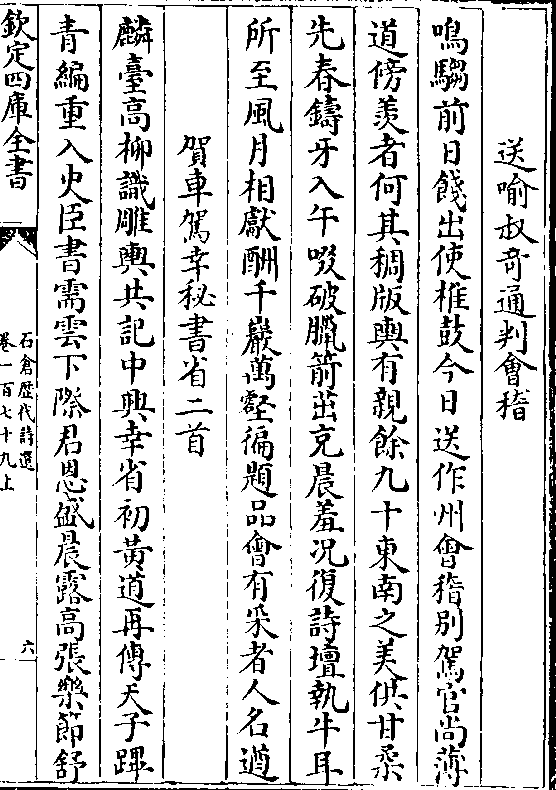 送喻叔竒通判會稽
鳴騶前日餞出使椎鼓今日送作州會稽别駕官尚薄
道傍羨者何其稠版輿有親餘九十東南之美供甘柔
先春鑄牙入午啜破臘箭茁充晨羞况復詩壇執牛耳
所至風月相獻酬千巖萬壑徧題品會有采者人名遒
賀車駕幸秘書省二首
麟臺高柳識雕輿共記中興幸省初黄道再傳天子蹕
青編重入史臣書需雲下際君恩盛晨露高張樂節舒
欽定四庫全書
石倉歴代詩選
卷一百七十九上
六